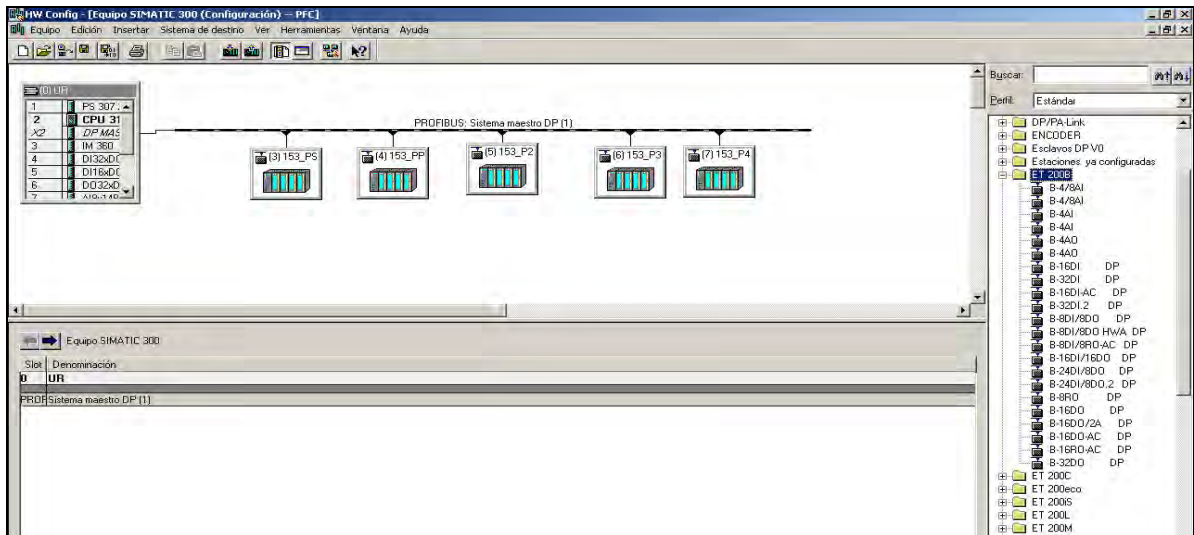 HW Config - [Equipo SIMATIC 300 (Configuración) -- PFC]
Equipo Edición Insertar Sistema de destino Ver Herramientas Ventana Ayuda
(0) UR
1 PS 307
2 CPU 31
X2 DP MAS
3 IM 360
4 DI32xDC
5 DI16xDC
6 DO32xD
7
PROFIBUS: Sistema maestro DP (1)
(3) 153_PS
(4) 153_PP
(5) 153_P2
(6) 153_P3
(7) 153_P4
Equipo SIMATIC 300
Slot Denominación
0 UR
PROF Sistema maestro DP (1)
Buscar:
Perfil: Estándar
DP/PA-Link
ENCODER
Esclavos DP V0
Estaciones ya configuradas
ET 200B
B-4/8AI
B-4/8AI
B-4AI
B-4AI
B-4AO
B-4AO
B-16DI DP
B-32DI DP
B-16DI-AC DP
B-32DI.2 DP
B-8DI/8DO DP
B-8DI/8DO HWA DP
B-8DI/8RO-AC DP
B-16DI/16DO DP
B-24DI/8DO DP
B-24DI/8DO.2 DP
B-8RO DP
B-16DO DP
B-16DO/2A DP
B-16DO-AC DP
B-16RO-AC DP
B-32DO DP
ET 200C
ET 200eco
ET 200iS
ET 200L
ET 200M